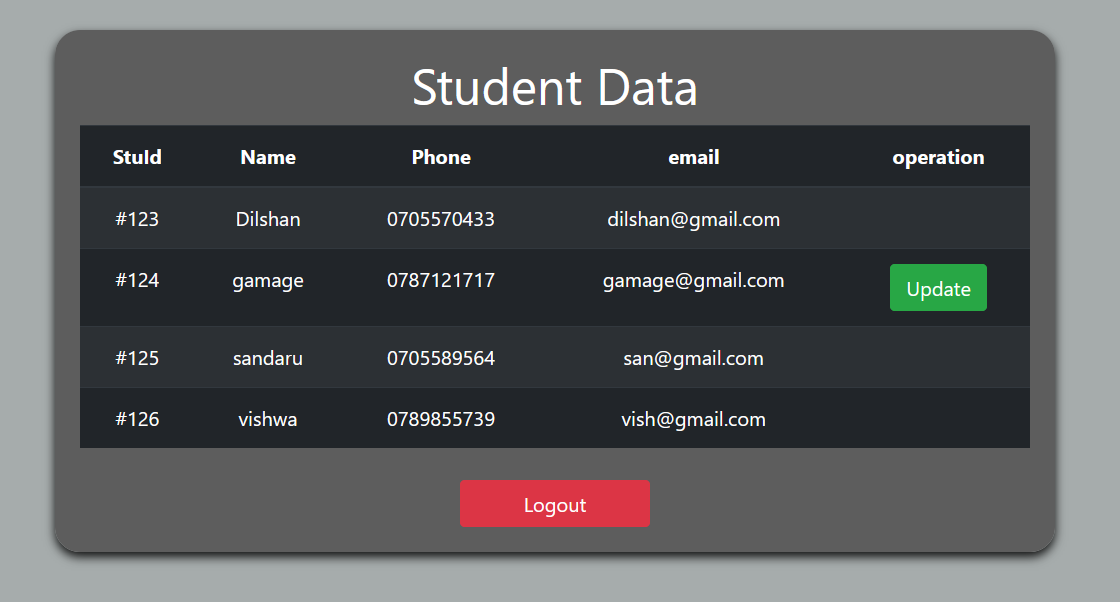 Student Data
StuId Name Phone email operation
#123 Dilshan 0705570433 dilshan@gmail.com
#124 gamage 0787121717 gamage@gmail.com Update
#125 sandaru 0705589564 san@gmail.com
#126 vishwa 0789855739 vish@gmail.com
Logout